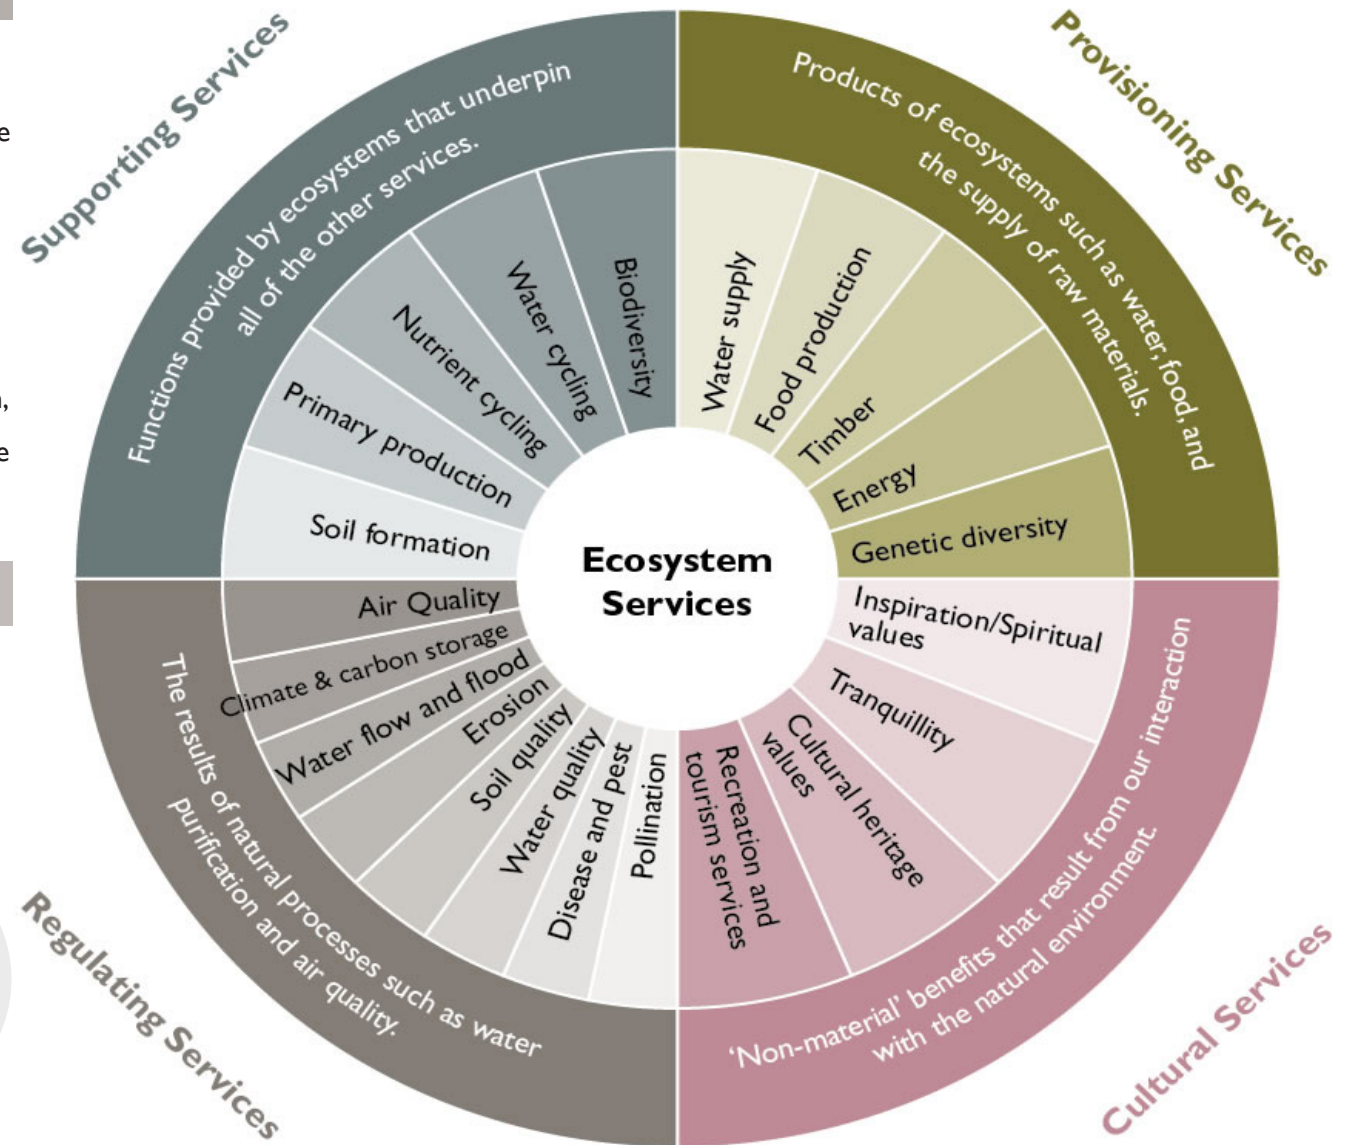 Supporting Services
Functions provided by ecosystems that underpin
all of the other services.
Soil formation
Primary production
Nutrient cycling
Water cycling
Biodiversity
Provisioning Services
Products of ecosystems such as water, food, and
the supply of raw materials.
Water supply
Food production
Timber
Energy
Genetic diversity
Ecosystem
Services
Cultural Services
'Non-material' benefits that result from our interaction
with the natural environment.
Inspiration/Spiritual
values
Tranquillity
Cultural heritage
values
Recreation and
tourism services
Regulating Services
The results of natural processes such as water
purification and air quality.
Air Quality
Climate & carbon storage
Water flow and flood
Erosion
Soil quality
Water quality
Disease and pest
Pollination